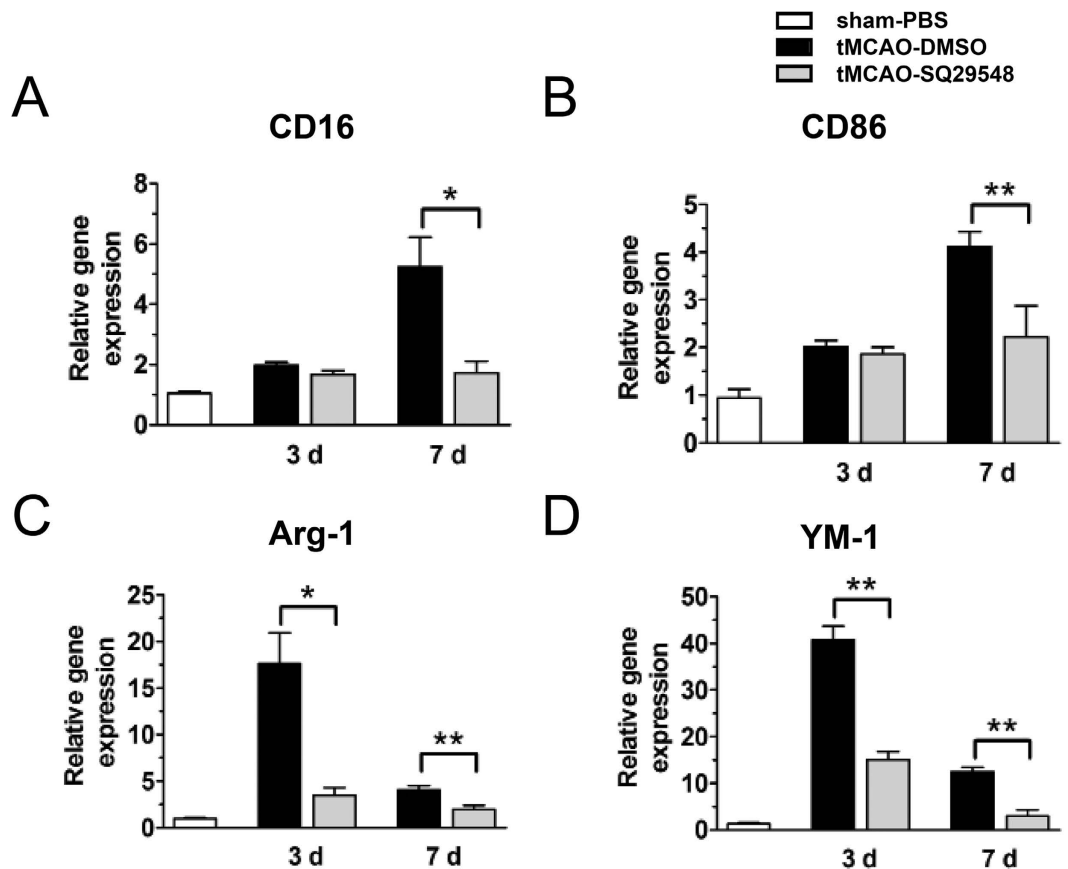 sham-PBS
tMCAO-DMSO
tMCAO-SQ29548
A
CD16
Relative gene
expression
8
6
4
2
0
*
3 d
7 d
B
CD86
Relative gene
expression
5
4
3
2
1
0
**
3 d
7 d
C
Arg-1
Relative gene
expression
25
20
15
10
5
0
*
**
3 d
7 d
D
YM-1
Relative gene
expression
50
40
30
20
10
0
**
**
3 d
7 d